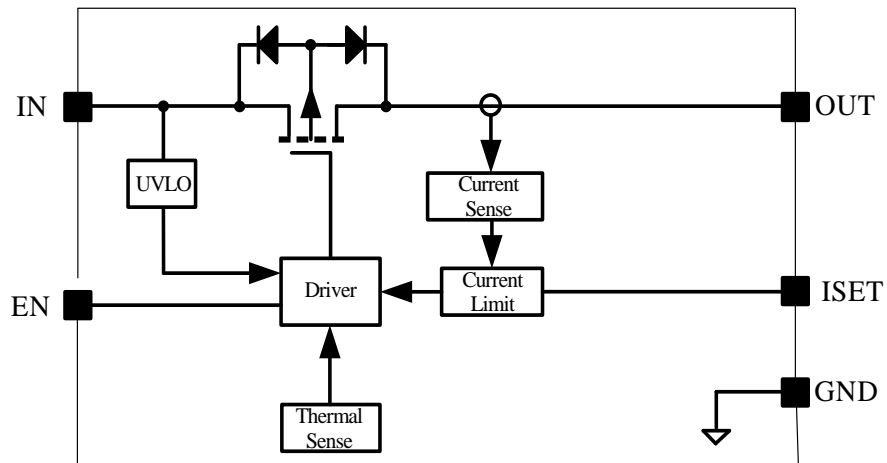 IN
OUT
UVLO
Current
Sense
EN
Driver
Current
Limit
ISET
Thermal
Sense
GND